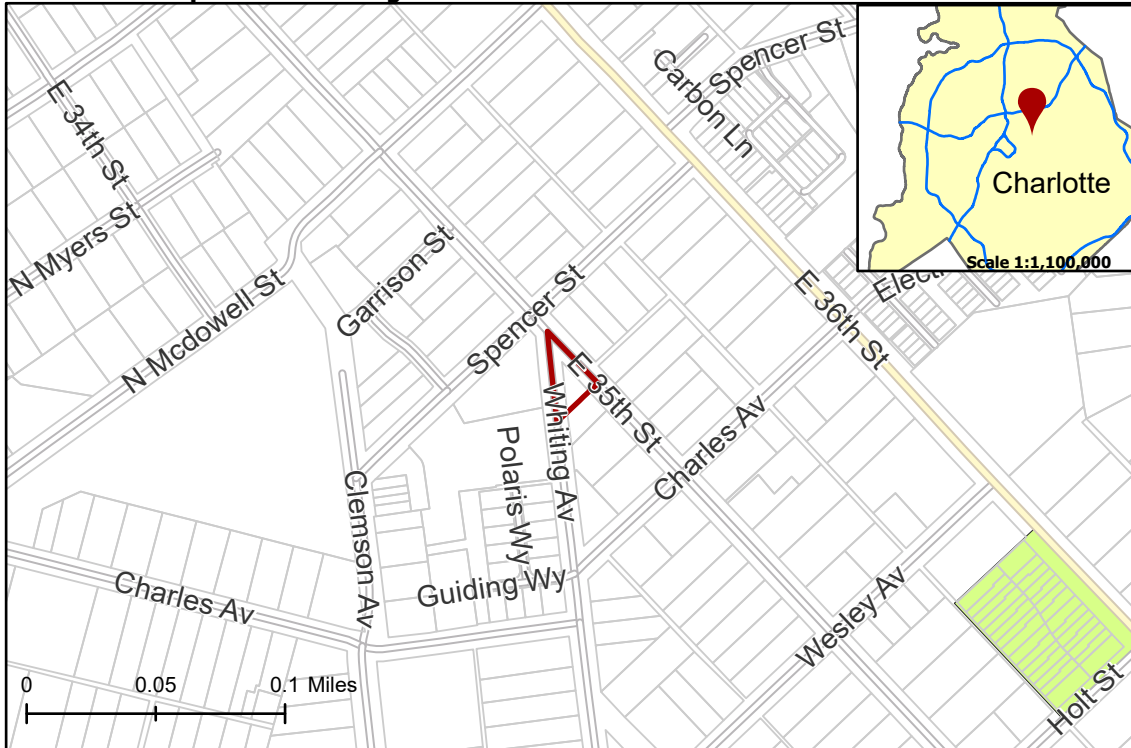 Spencer St
Carbon Ln
E 34th St
Charlotte
Scale 1:1,100,000
N Myers St
Garrison St
N Mcdowell St
Spencer St
E 36th St
E 35th St
Whiting Av
Charles Av
Polaris Wy
Clemson Av
Guiding Wy
Charles Av
Wesley Av
Holt St
0 0.05 0.1 Miles